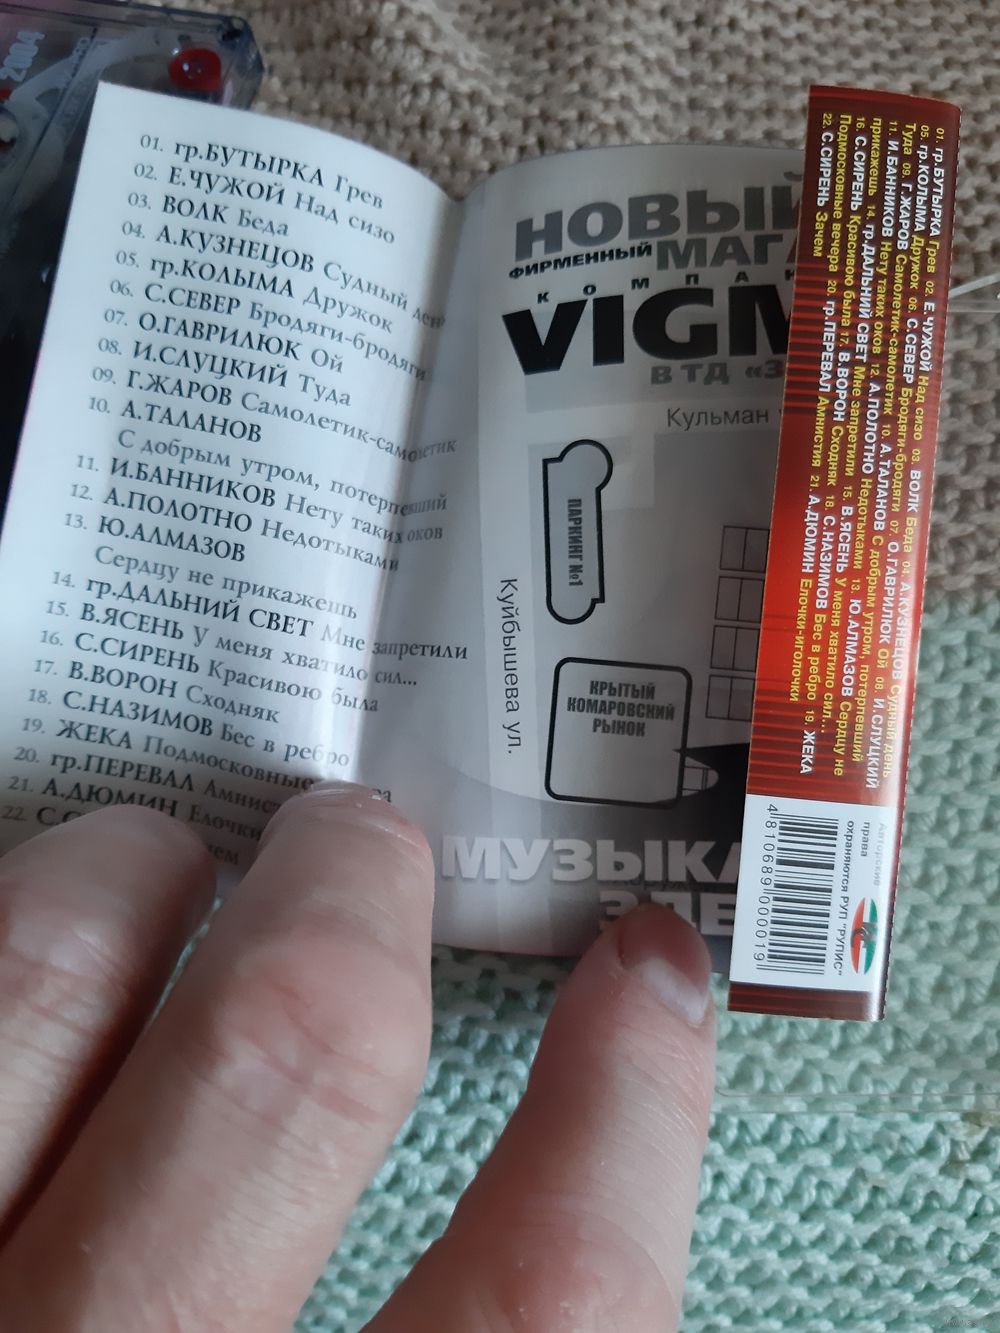 2004
01. гр.БУТЫРКА Грев
02. Е.ЧУЖОЙ Над сизо
03. ВОЛК Беда
04. А.КУЗНЕЦОВ Судный день
05. гр.КОЛЫМА Дружок
06. С.СЕВЕР Бродяги-бродяги
07. О.ГАВРИЛЮК Ой
08. И.СЛУЦКИЙ Туда
09. Г.ЖАРОВ Самолетик-самолетик
10. А.ТАЛАНОВ
С добрым утром, потерпевший
11. И.БАННИКОВ Нету таких оков
12. А.ПОЛОТНО Недотыками
13. Ю.АЛМАЗОВ
Сердцу не прикажешь
14. гр.ДАЛЬНИЙ СВЕТ Мне запретили
15. В.ЯСЕНЬ У меня хватило сил...
16. С.СИРЕНЬ Красивою была
17. В.ВОРОН Сходняк
18. С.НАЗИМОВ Бес в ребро
19. ЖЕКА Подмосковные
20. гр.ПЕРЕВАЛ
21. А.ДЮМИН Елочки
22.
НОВЫЙ
ФИРМЕННЫЙ МАГА
КОМПАН
VIGM
В ТД «З
Кульман
ПАРКИНГ №1
Куйбышева ул.
КРЫТЫЙ
КОМАРОВСКИЙ
РЫНОК
МУЗЫКА
ЗДЕ
01. гр.БУТЫРКА Грев 02. Е.ЧУЖОЙ Над сизо 03. ВОЛК Беда 04. А.КУЗНЕЦОВ Судный день
05. гр.КОЛЫМА Дружок 06. С.СЕВЕР Бродяги-бродяги 07. О.ГАВРИЛЮК Ой 08. И.СЛУЦКИЙ
Туда 09. Г.ЖАРОВ Самолетик-самолетик 10. А.ТАЛАНОВ С добрым утром, потерпевший
11. И.БАННИКОВ Нету таких оков 12. А.ПОЛОТНО Недотыками 13. Ю.АЛМАЗОВ Сердцу не
прикажешь 14. гр.ДАЛЬНИЙ СВЕТ Мне запретили 15. В.ЯСЕНЬ У меня хватило сил...
16. С.СИРЕНЬ Красивою была 17. В.ВОРОН Сходняк 18. С.НАЗИМОВ Бес в ребро 19. ЖЕКА
Подмосковные вечера 20. гр.ПЕРЕВАЛ Амнистия 21. А.ДЮМИН Елочки-иголочки
22. С.СИРЕНЬ Зачем
Авторские
права
охраняются РУП "РУПИС"
4810689000019